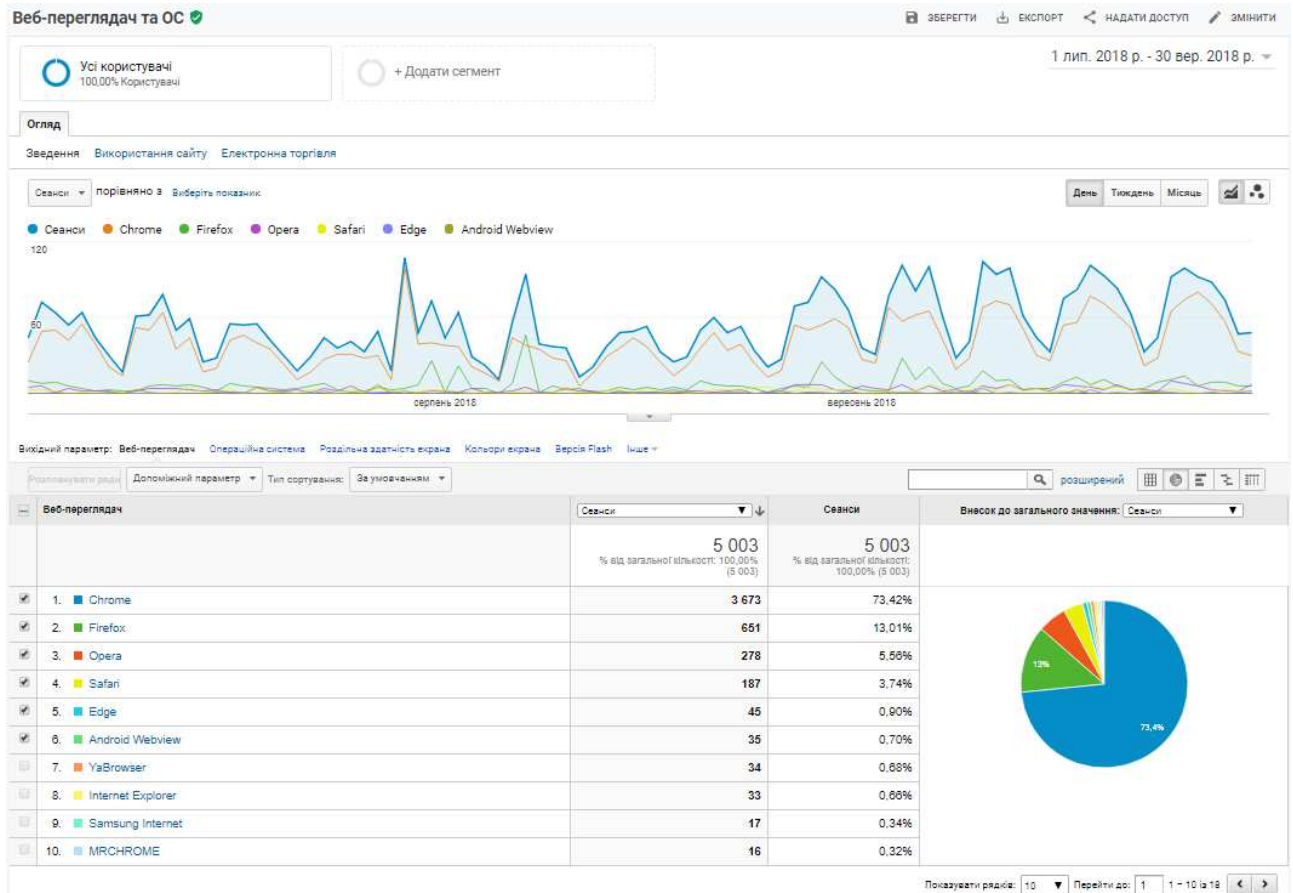 Веб-переглядач та ОС
ЗБЕРЕГТИ ЕКСПОРТ НАДАТИ ДОСТУП ЗМІНИТИ
Усі користувачі
100,00% Користувачі
+ Додати сегмент
1 лип. 2018 р. - 30 вер. 2018 р.
Огляд
Зведення Використання сайту Електронна торгівля
Сеанси порівняно з Виберіть показник
День Тиждень Місяць
Сеанси Chrome Firefox Opera Safari Edge Android Webview
120
60
серпень 2018 вересень 2018
Вихідний параметр: Веб-переглядач Операційна система Роздільна здатність екрана Кольори екрана Версія Flash Інше
Розпланувати ряди Допоміжний параметр Тип сортування: За умовчанням розширений
Веб-переглядач Сеанси Сеанси Внесок до загального значення: Сеанси
5 003 5 003
% від загальної кількості: 100,00% (5 003) % від загальної кількості: 100,00% (5 003)
1. Chrome 3 673 73,42%
2. Firefox 651 13,01%
3. Opera 278 5,56%
4. Safari 187 3,74%
5. Edge 45 0,90%
6. Android Webview 35 0,70%
7. YaBrowser 34 0,68%
8. Internet Explorer 33 0,66%
9. Samsung Internet 17 0,34%
10. MRCHROME 16 0,32%
13%
73,4%
Показувати рядків: 10 Перейти до: 1 1 – 10 із 18